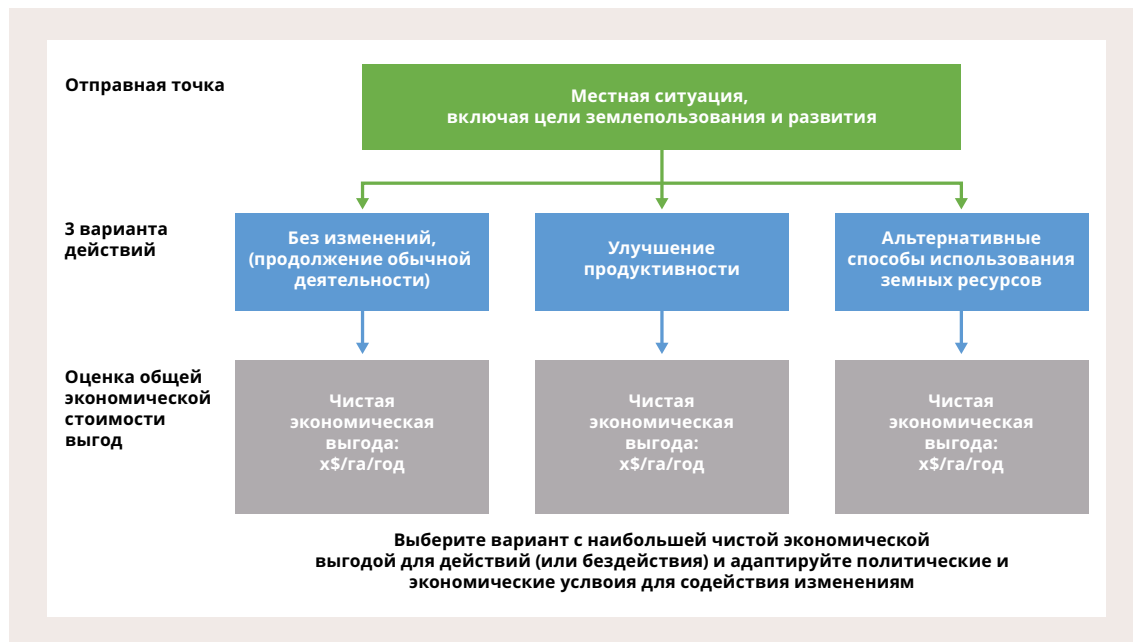 Отправная точка
Местная ситуация,
включая цели землепользования и развития
3 варианта
действий
Без изменений,
(продолжение обычной
деятельности)
Улучшение
продуктивности
Альтернативные
способы использования
земных ресурсов
Оценка общей
экономической
стоимости
выгод
Чистая
экономическая
выгода:
x$/га/год
Чистая
экономическая
выгода:
x$/га/год
Чистая
экономическая
выгода:
x$/га/год
Выберите вариант с наибольшей чистой экономической
выгодой для действий (или бездействия) и адаптируйте политические и
экономические услвоия для содействия изменениям